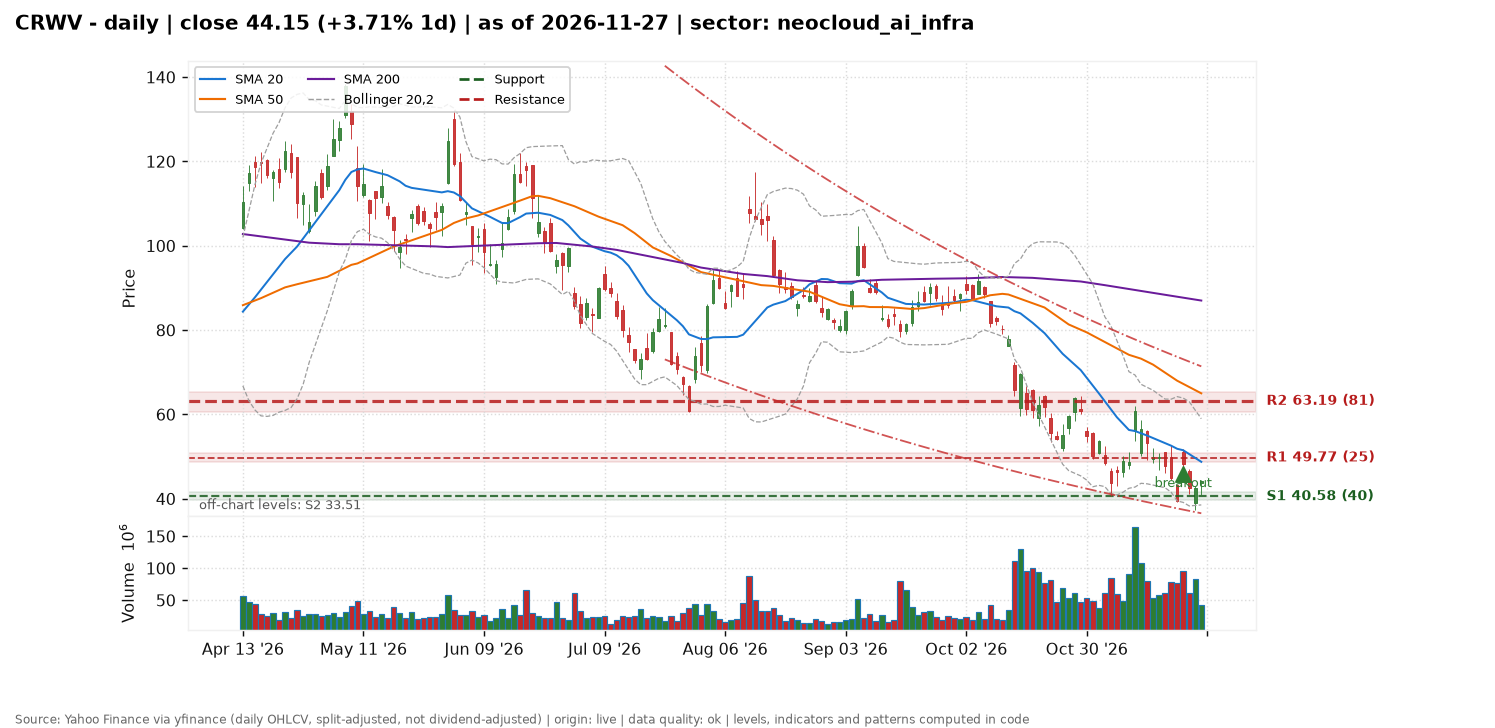 CRWV - daily | close 44.15 (+3.71% 1d) | as of 2026-11-27 | sector: neocloud_ai_infra
SMA 20
SMA 50
SMA 200
Bollinger 20,2
Support
Resistance
Price
140
120
100
80
60
40
R2 63.19 (81)
R1 49.77 (25)
breakout
S1 40.58 (40)
off-chart levels: S2 33.51
Volume 10⁶
150
100
50
Apr 13 '26
May 11 '26
Jun 09 '26
Jul 09 '26
Aug 06 '26
Sep 03 '26
Oct 02 '26
Oct 30 '26
Source: Yahoo Finance via yfinance (daily OHLCV, split-adjusted, not dividend-adjusted) | origin: live | data quality: ok | levels, indicators and patterns computed in code